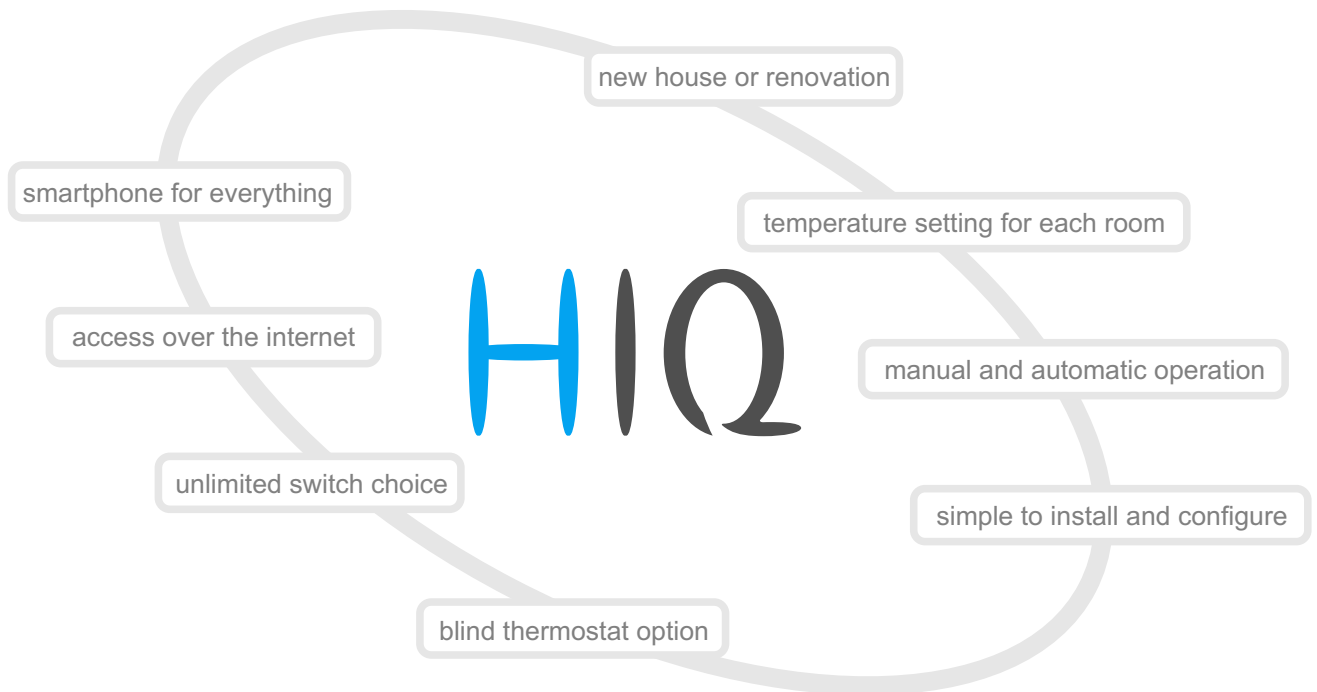 new house or renovation
smartphone for everything
temperature setting for each room
HIQ
access over the internet
manual and automatic operation
unlimited switch choice
simple to install and configure
blind thermostat option